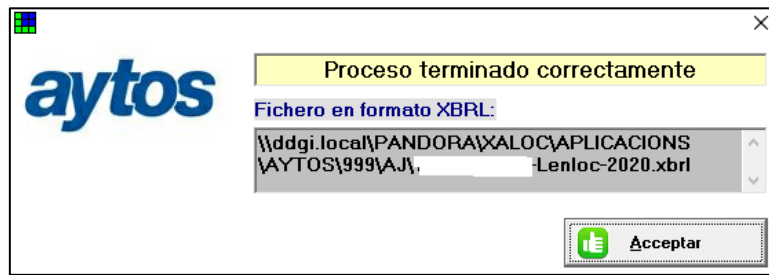 aytos
Proceso terminado correctamente
Fichero en formato XBRL:
\\ddgi.local\PANDORA\XALOC\APLICACIONS
\AYTOS\999\AJ\ -Lenloc-2020.xbrl
Acceptar